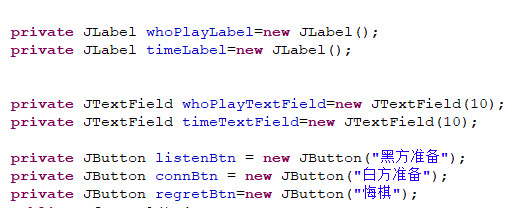 private JLabel whoPlayLabel=new JLabel();
private JLabel timeLabel=new JLabel();
private JTextField whoPlayTextField=new JTextField(10);
private JTextField timeTextField=new JTextField(10);
private JButton listenBtn = new JButton("黑方准备");
private JButton connBtn = new JButton("白方准备");
private JButton regretBtn=new JButton("悔棋");